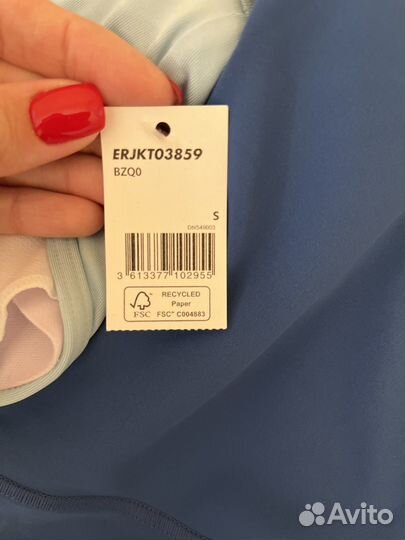 ERJKT03859
BZQ0
S
DN549003
3 613377 102955
FSC
RECYCLED
Paper
FSC® C004883
Avito